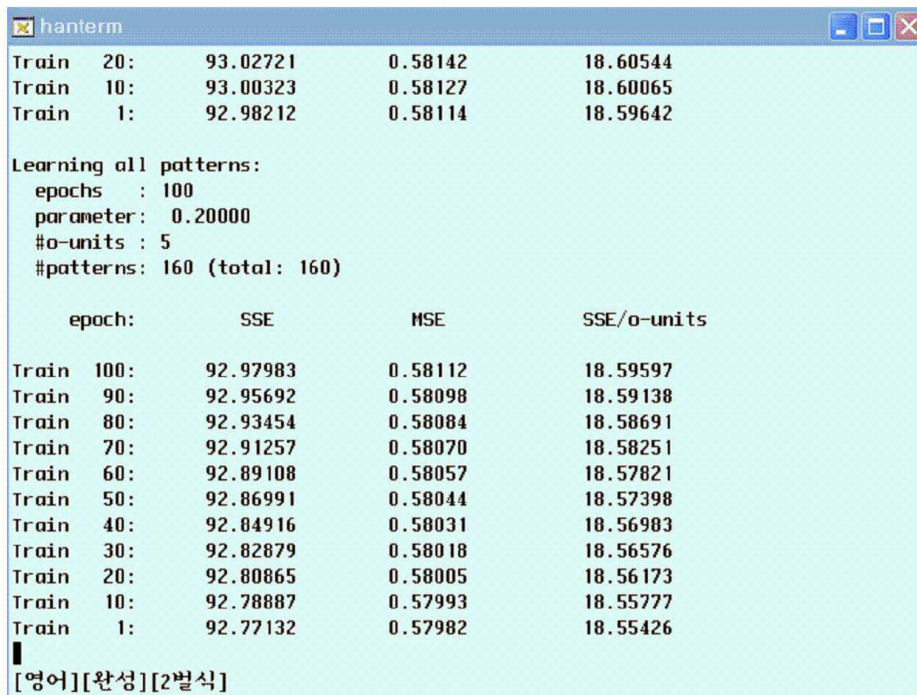 hanterm
Train   20:        93.02721          0.58142            18.60544
Train   10:        93.00323          0.58127            18.60065
Train    1:        92.98212          0.58114            18.59642
Learning all patterns:
  epochs   : 100
  parameter:  0.20000
  #o-units : 5
  #patterns: 160 (total: 160)
     epoch:          SSE              MSE            SSE/o-units
Train  100:        92.97983          0.58112            18.59597
Train   90:        92.95692          0.58098            18.59138
Train   80:        92.93454          0.58084            18.58691
Train   70:        92.91257          0.58070            18.58251
Train   60:        92.89108          0.58057            18.57821
Train   50:        92.86991          0.58044            18.57398
Train   40:        92.84916          0.58031            18.56983
Train   30:        92.82879          0.58018            18.56576
Train   20:        92.80865          0.58005            18.56173
Train   10:        92.78887          0.57993            18.55777
Train    1:        92.77132          0.57982            18.55426
[영어][완성][2벌식]